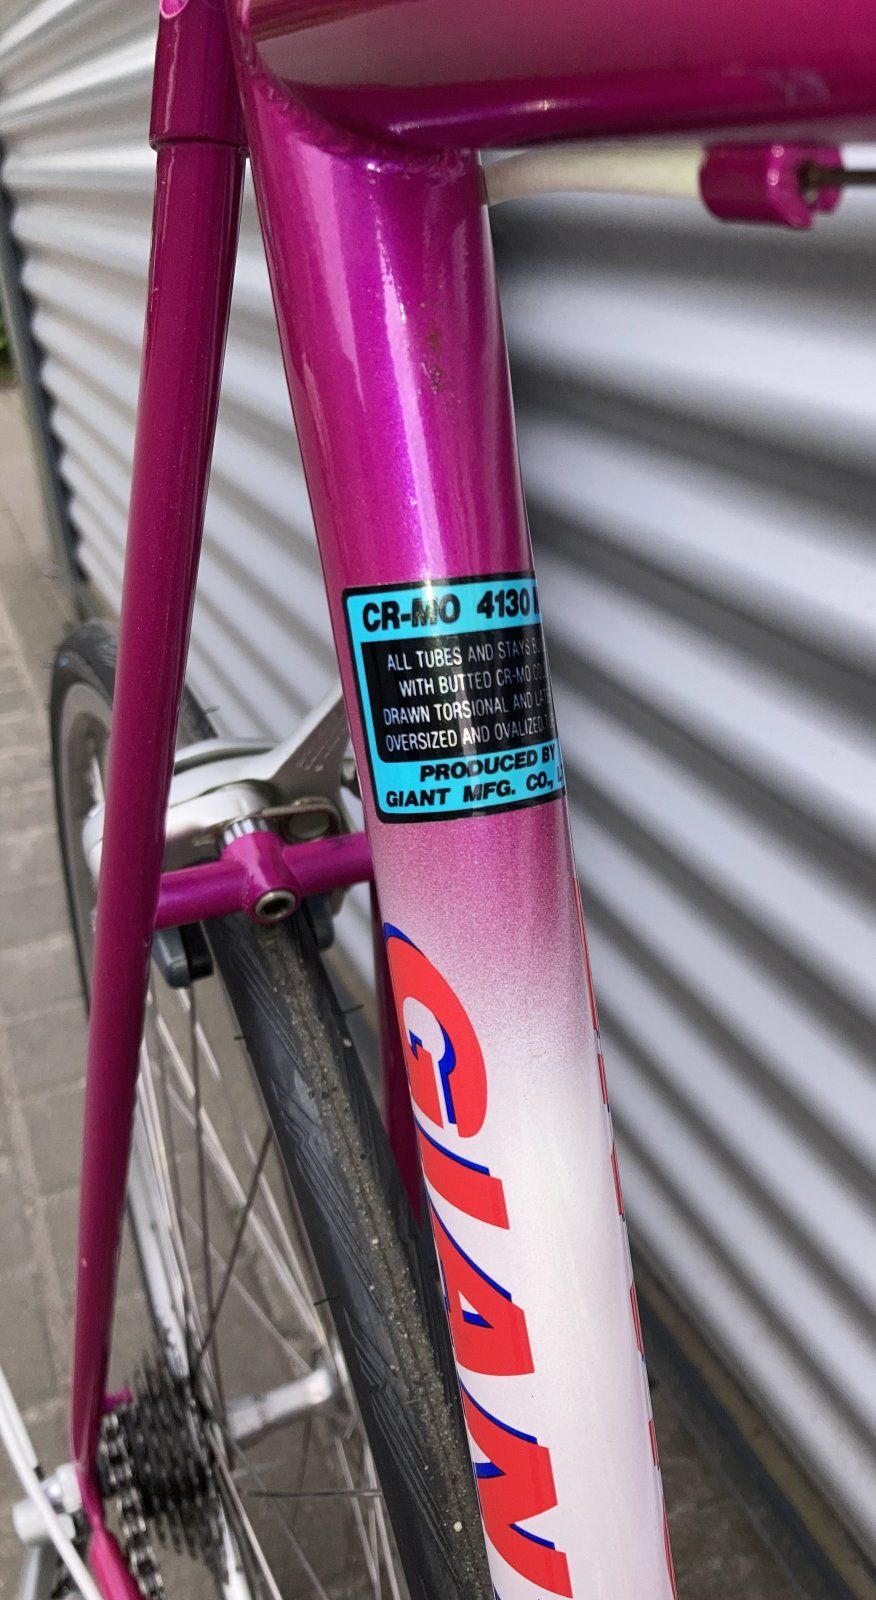 CR-MO 4130
ALL TUBES AND STAYS
WITH BUTTED CR-MO
DRAWN TORSIONAL AND
OVERSIZED AND OVALIZED
PRODUCED BY
GIANT MFG. CO.,
GIAN